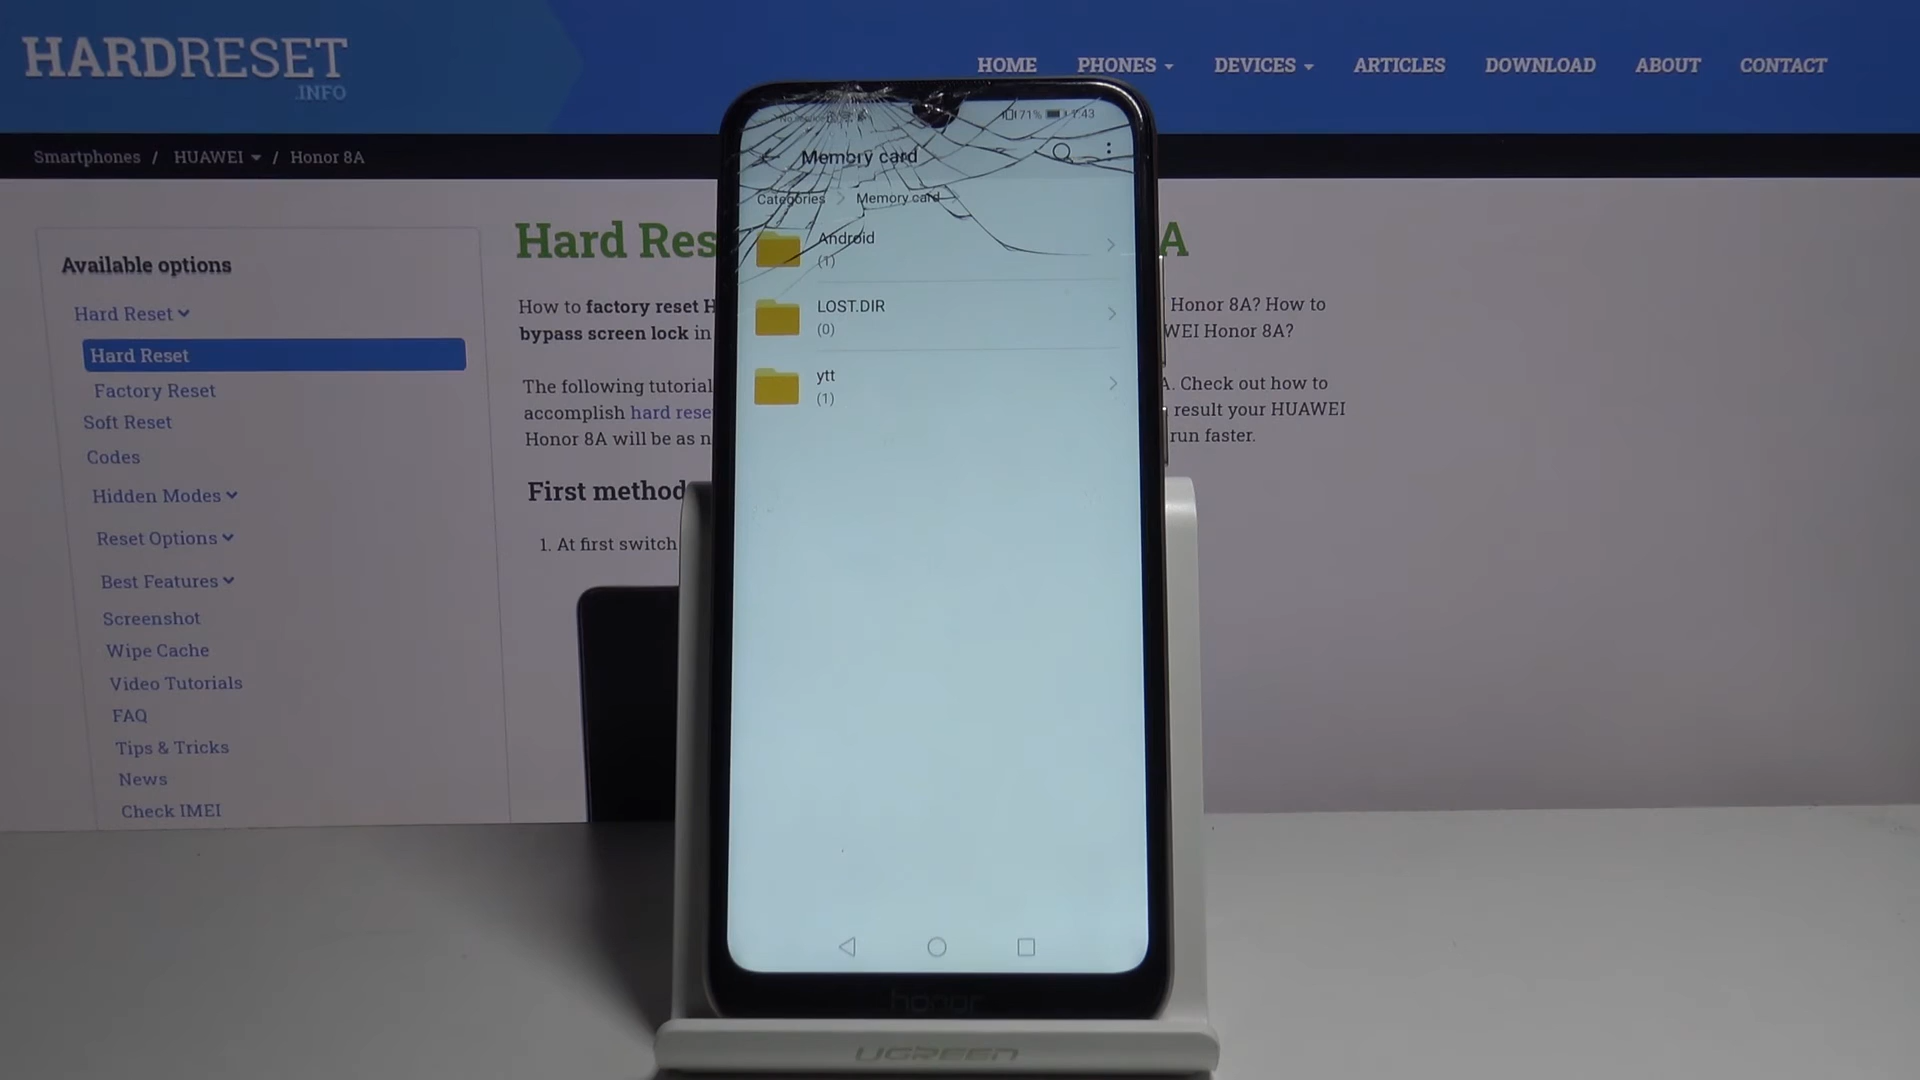 HARDRESET
.INFO
HOME PHONES DEVICES ARTICLES DOWNLOAD ABOUT CONTACT
Smartphones / HUAWEI / Honor 8A
Available options
Hard Reset
Hard Reset
Factory Reset
Soft Reset
Codes
Hidden Modes
Reset Options
Best Features
Screenshot
Wipe Cache
Video Tutorials
FAQ
Tips & Tricks
News
Check IMEI
Hard Res
A
How to factory reset H
Honor 8A? How to
bypass screen lock in
WEI Honor 8A?
The following tutorial
A. Check out how to
accomplish hard rese
result your HUAWEI
Honor 8A will be as n
run faster.
First method
1. At first switch
71% 7:43
Memory card
Categories > Memory card >
Android
(1)
LOST.DIR
(0)
ytt
(1)
honor
UGREEN